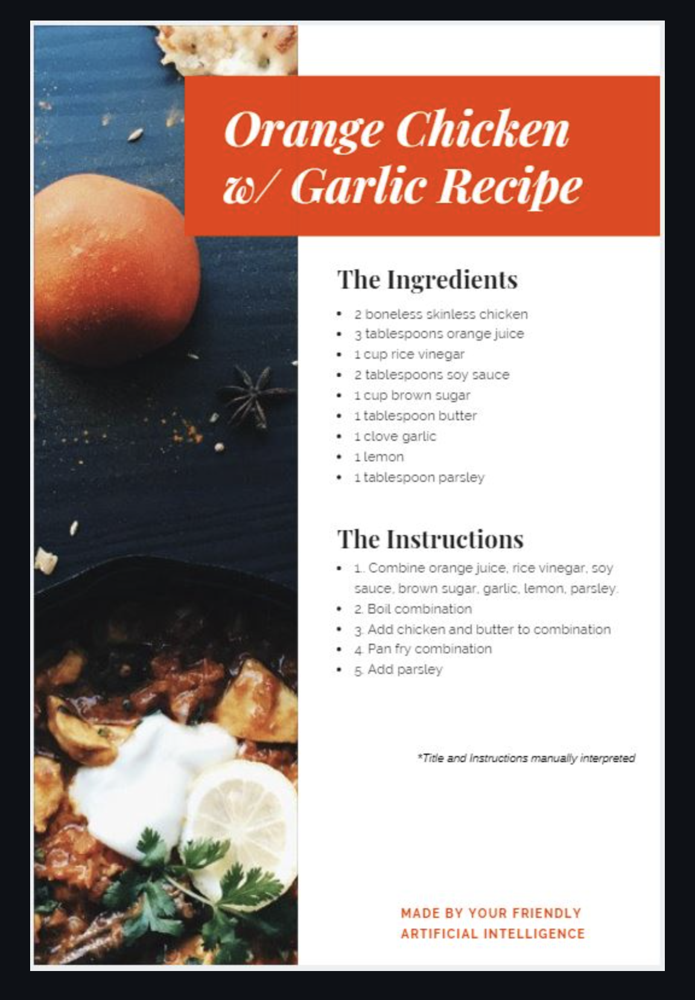 Orange Chicken
w/ Garlic Recipe
The Ingredients
• 2 boneless skinless chicken
• 3 tablespoons orange juice
• 1 cup rice vinegar
• 2 tablespoons soy sauce
• 1 cup brown sugar
• 1 tablespoon butter
• 1 clove garlic
• 1 lemon
• 1 tablespoon parsley
The Instructions
• 1.. Combine orange juice, rice vinegar, soy
sauce, brown sugar, garlic, lemon, parsley.
• 2. Boil combination
• 3. Add chicken and butter to combination
• 4. Pan fry combination
• 5. Add parsley
*Title and Instructions manually interpreted
MADE BY YOUR FRIENDLY
ARTIFICIAL INTELLIGENCE